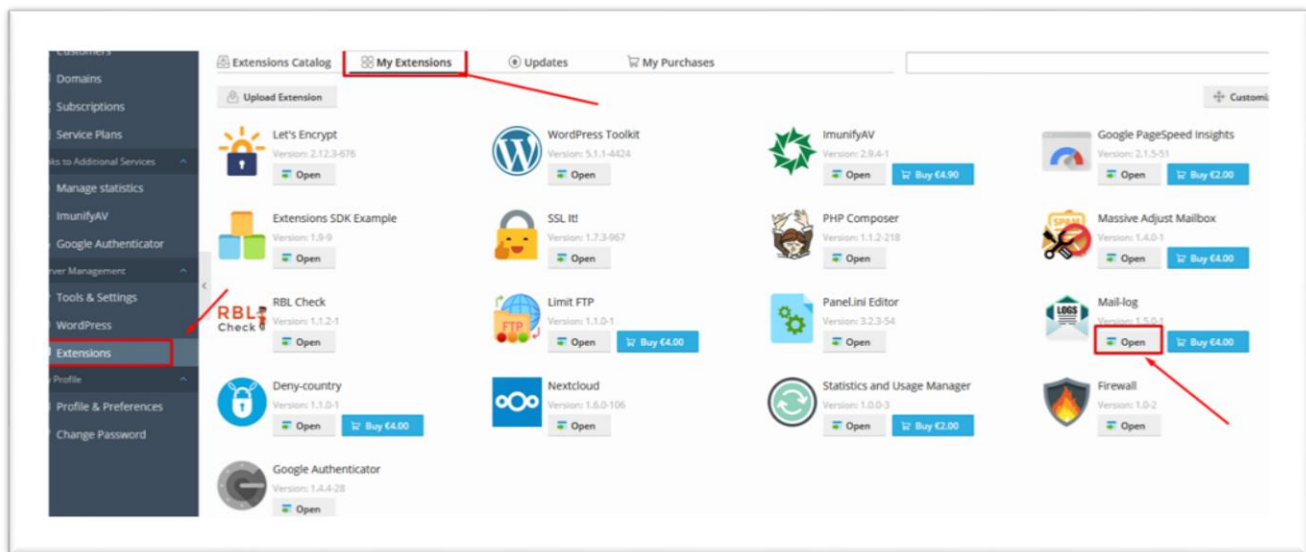 Customers
Domains
Subscriptions
Service Plans
to Additional Services
Manage statistics
ImunifyAV
Google Authenticator
Management
Tools & Settings
WordPress
Extensions
Profile
Profile & Preferences
Change Password
Extensions Catalog My Extensions Updates My Purchases
Upload Extension
Let's Encrypt
Version: 2.12.3-676
Open
WordPress Toolkit
Version: 5.1.1-4424
Open
ImunifyAV
Version: 2.9.4-1
Open Buy €4.90
Google PageSpeed Insights
Version: 2.1.5-51
Open Buy €2.00
Extensions SDK Example
Version: 1.9-9
Open
SSL It!
Version: 1.7.3-967
Open
PHP Composer
Version: 1.1.2-218
Open
SPAM
Massive Adjust Mailbox
Version: 1.4.0-1
Open Buy €4.00
RBL
Check
RBL Check
Version: 1.1.2-1
Open
FTP
Limit FTP
Version: 1.1.0-1
Open Buy €4.00
Panel.ini Editor
Version: 3.2.3-54
Open
LOGS
Mail-log
Version: 1.5.0-1
Open Buy €4.00
Deny-country
Version: 1.1.0-1
Open Buy €4.00
Nextcloud
Version: 1.6.0-106
Open
Statistics and Usage Manager
Version: 1.0.0-3
Open Buy €2.00
Firewall
Version: 1.0-2
Open
Google Authenticator
Version: 1.4.4-28
Open